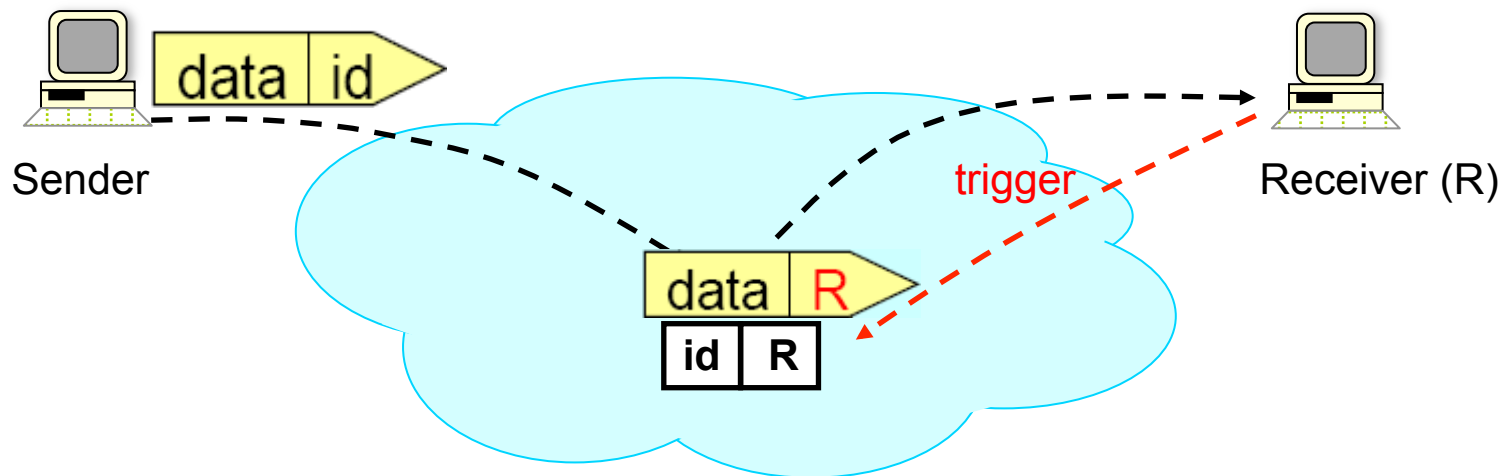 data id
Sender
trigger
Receiver (R)
data R
id R